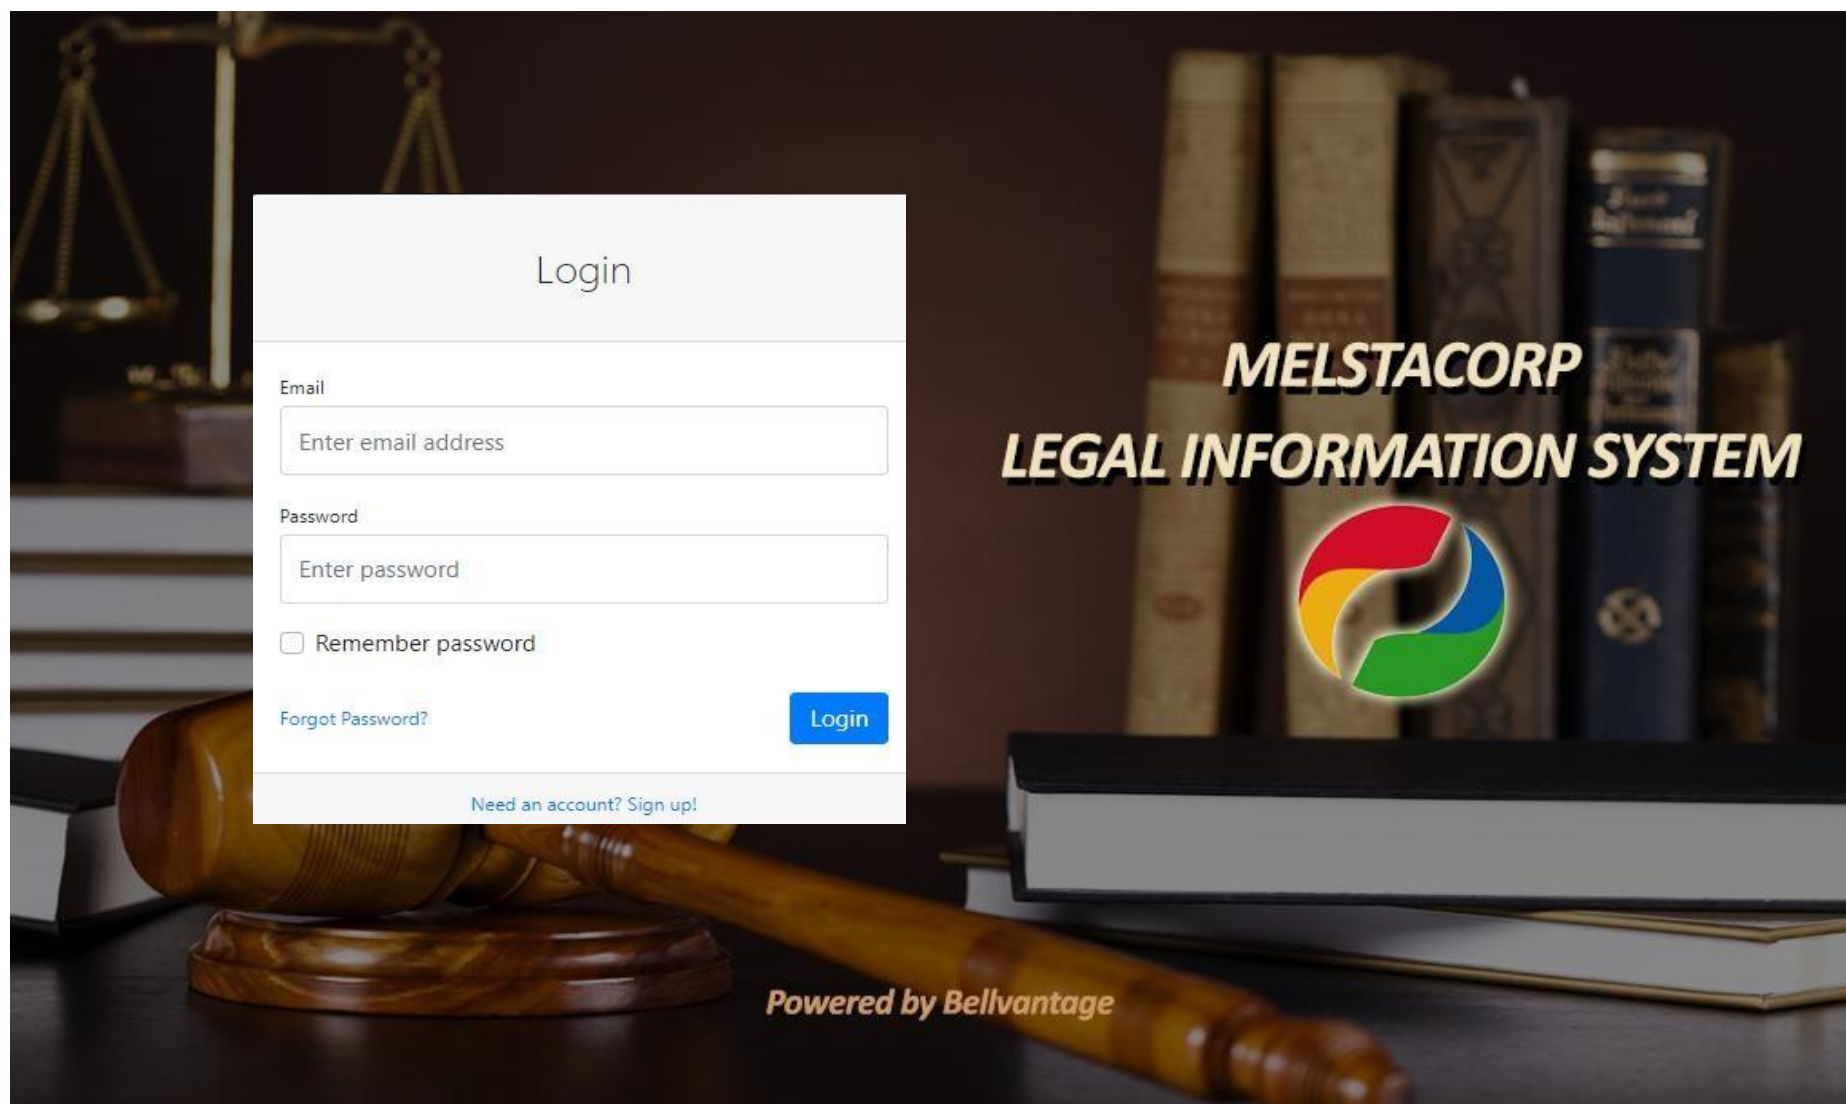 Login
Email
Enter email address
Password
Enter password
Remember password
Forgot Password?
Login
Need an account? Sign up!
MELSTACORP
LEGAL INFORMATION SYSTEM
Powered by Bellvantage